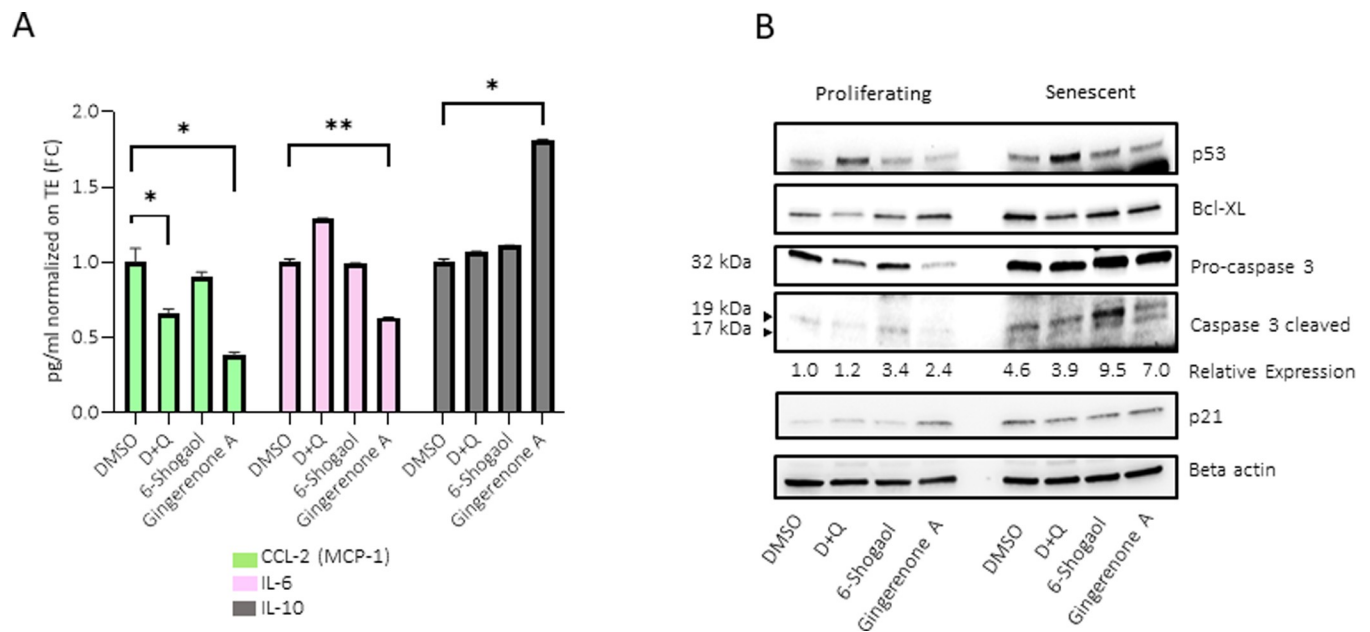 A
pg/ml normalized on TE (FC)
2.0
1.5
1.0
0.5
0.0
*
*
**
*
DMSO
D+Q
6-Shogaol
Gingerenone A
DMSO
D+Q
6-Shogaol
Gingerenone A
DMSO
D+Q
6-Shogaol
Gingerenone A
CCL-2 (MCP-1)
IL-6
IL-10
B
Proliferating Senescent
p53
Bcl-XL
32 kDa Pro-caspase 3
19 kDa
17 kDa
Caspase 3 cleaved
1.0 1.2 3.4 2.4 4.6 3.9 9.5 7.0 Relative Expression
p21
Beta actin
DMSO
D+Q
6-Shogaol
Gingerenone A
DMSO
D+Q
6-Shogaol
Gingerenone A